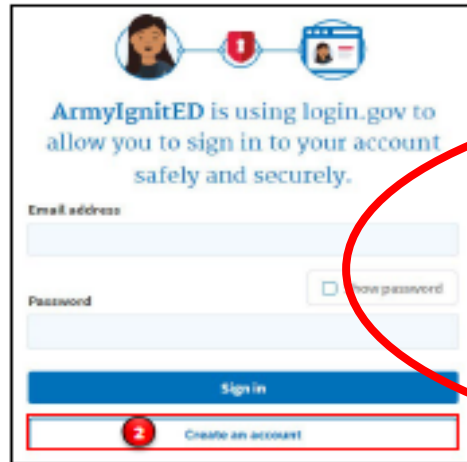 ArmyIgnitED is using login.gov to
allow you to sign in to your account
safely and securely.
Email address
Show password
Password
Sign in
2
Create an account